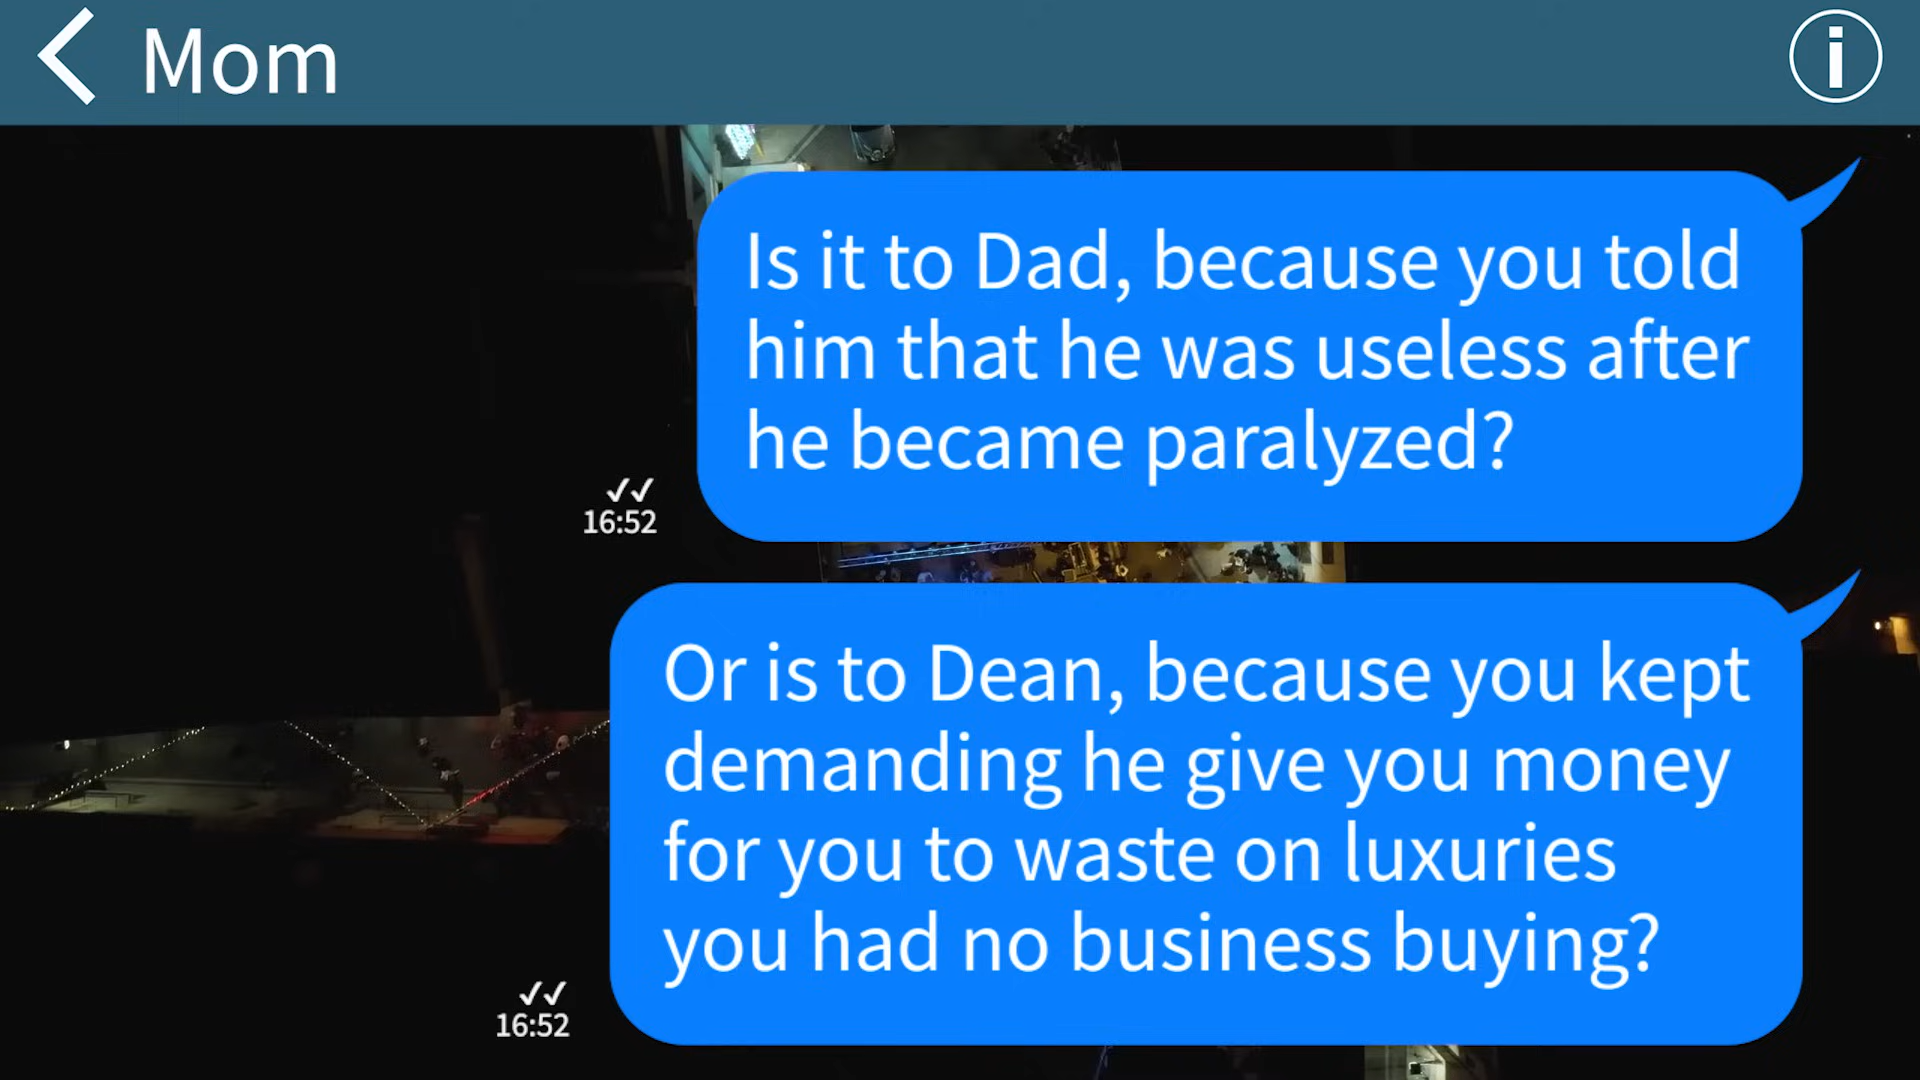 Mom
Is it to Dad, because you told
him that he was useless after
he became paralyzed?
16:52
Or is to Dean, because you kept
demanding he give you money
for you to waste on luxuries
you had no business buying?
16:52